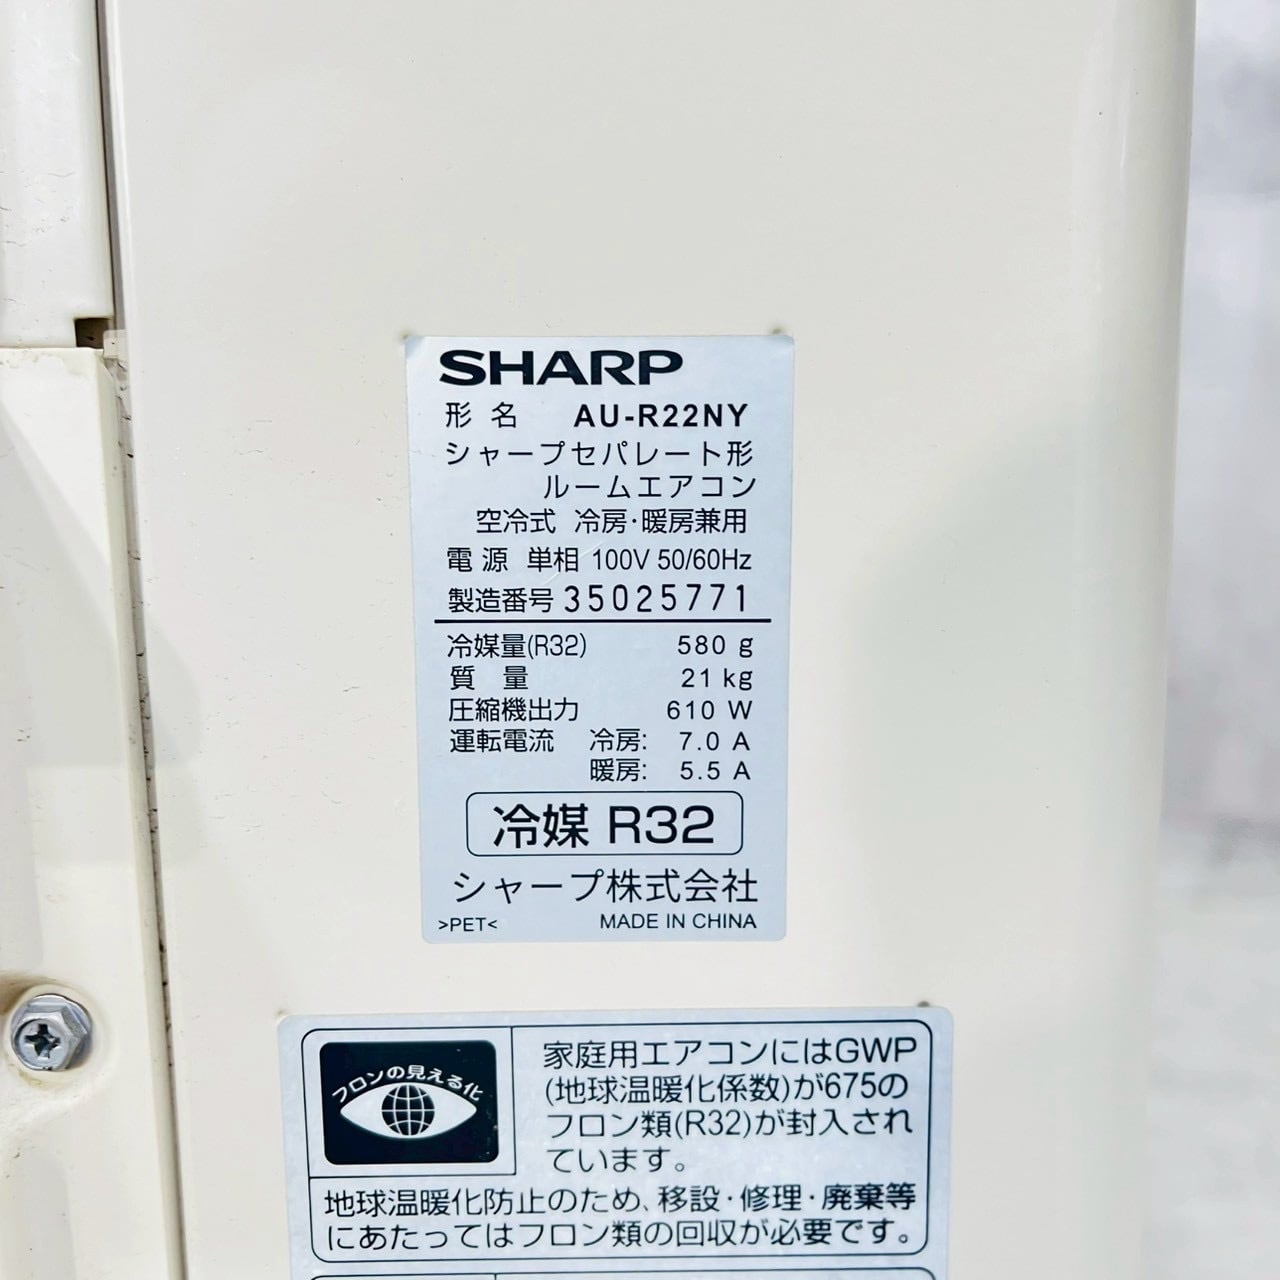 SHARP
形名 AU-R22NY
シャープセパレート形
ルームエアコン
空冷式 冷房・暖房兼用
電源 単相 100V 50/60Hz
製造番号 35025771
冷媒量(R32) 580 g
質量 21 kg
圧縮機出力 610 W
運転電流 冷房: 7.0 A
暖房: 5.5 A
冷媒 R32
シャープ株式会社
>PET< MADE IN CHINA
フロンの見える化
家庭用エアコンにはGWP
(地球温暖化係数)が675の
フロン類(R32)が封入され
ています。
地球温暖化防止のため、移設・修理・廃棄等
にあたってはフロン類の回収が必要です。